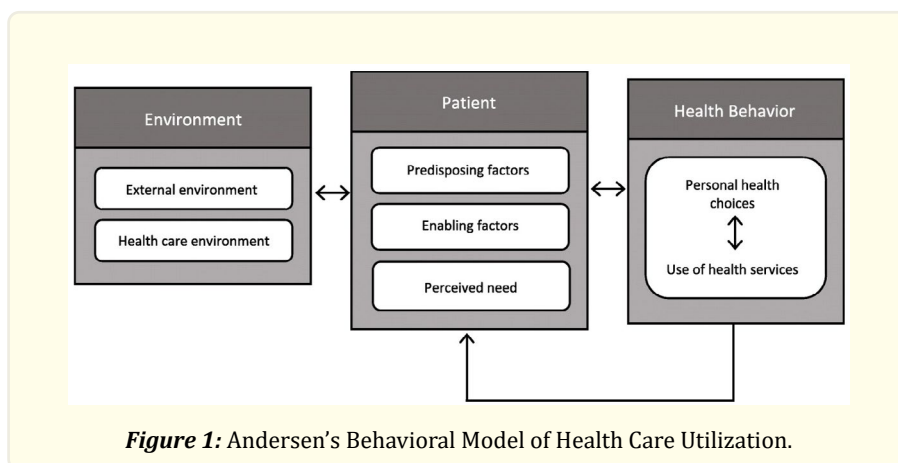 Environment
External environment
Health care environment
Patient
Predisposing factors
Enabling factors
Perceived need
Health Behavior
Personal health
choices
Use of health services
Figure 1: Andersen’s Behavioral Model of Health Care Utilization.